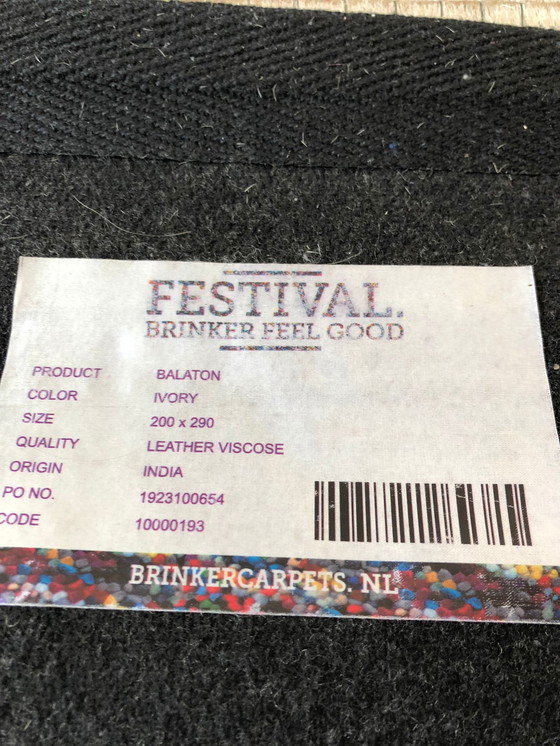 FESTIVAL.
BRINKER FEEL GOOD
PRODUCT BALATON
COLOR IVORY
SIZE 200 x 290
QUALITY LEATHER VISCOSE
ORIGIN INDIA
PO NO. 1923100654
CODE 10000193
BRINKERCARPETS. NL